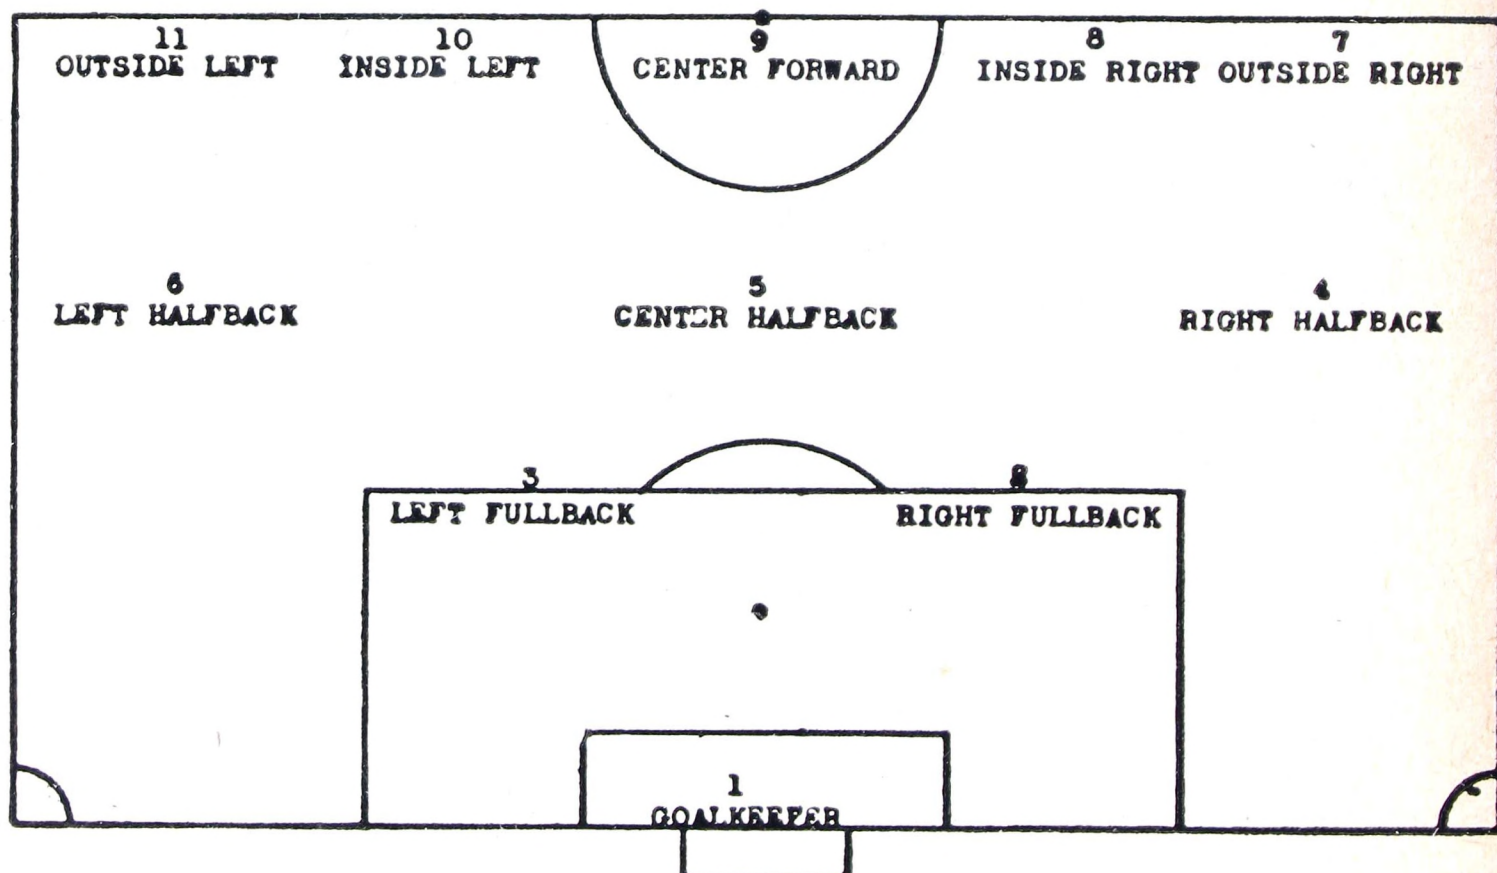 11 10 9 8 7
OUTSIDE LEFT INSIDE LEFT CENTER FORWARD INSIDE RIGHT OUTSIDE RIGHT
6 5 4
LEFT HALFBACK CENTER HALFBACK RIGHT HALFBACK
3 2
LEFT FULLBACK RIGHT FULLBACK
1
GOALKEEPER